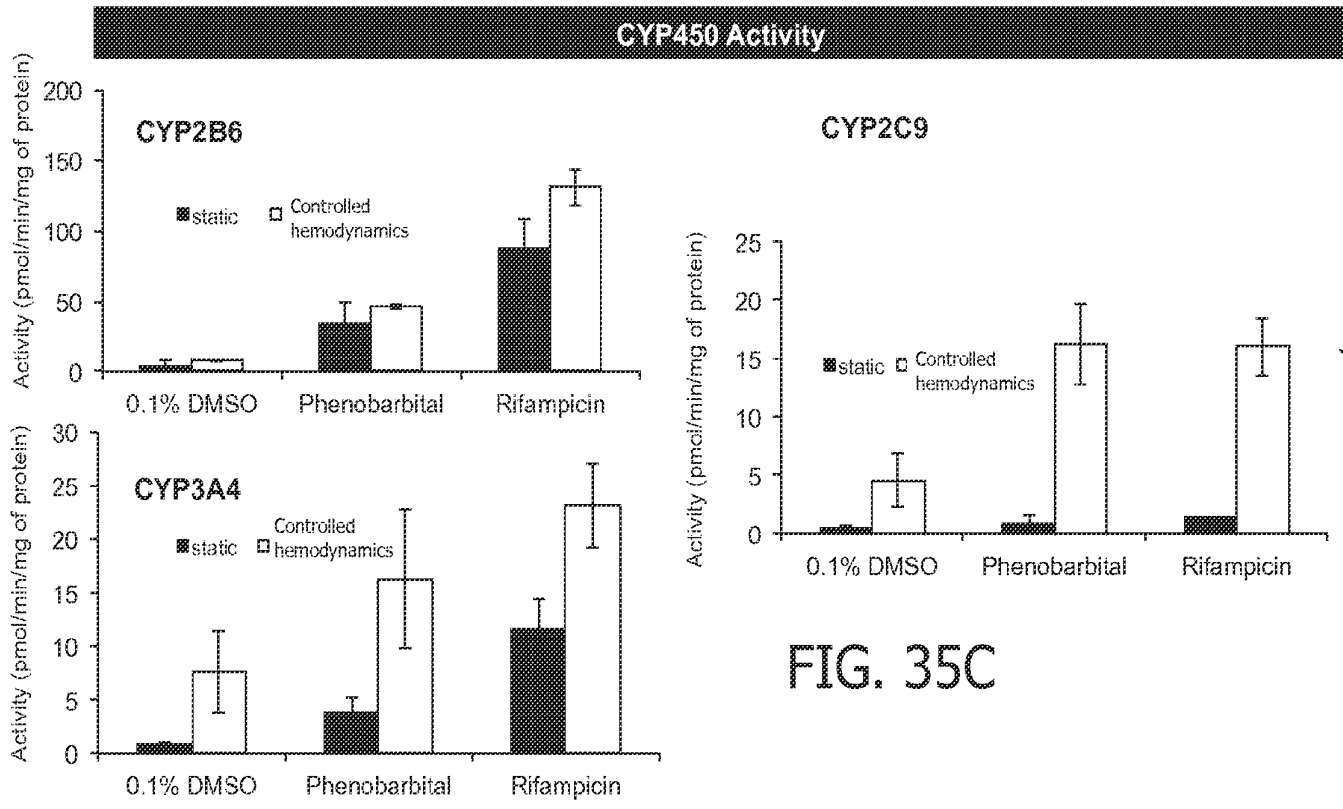 CYP450 Activity
Activity (pmol/min/mg of protein)
200
150
100
50
0
CYP2B6
static
Controlled
hemodynamics
0.1% DMSO Phenobarbital Rifampicin
Activity (pmol/min/mg of protein)
30
25
20
15
10
5
0
CYP3A4
static
Controlled
hemodynamics
0.1% DMSO Phenobarbital Rifampicin
CYP2C9
Activity (pmol/min/mg of protein)
25
20
15
10
5
0
static
Controlled
hemodynamics
0.1% DMSO Phenobarbital Rifampicin
FIG. 35C